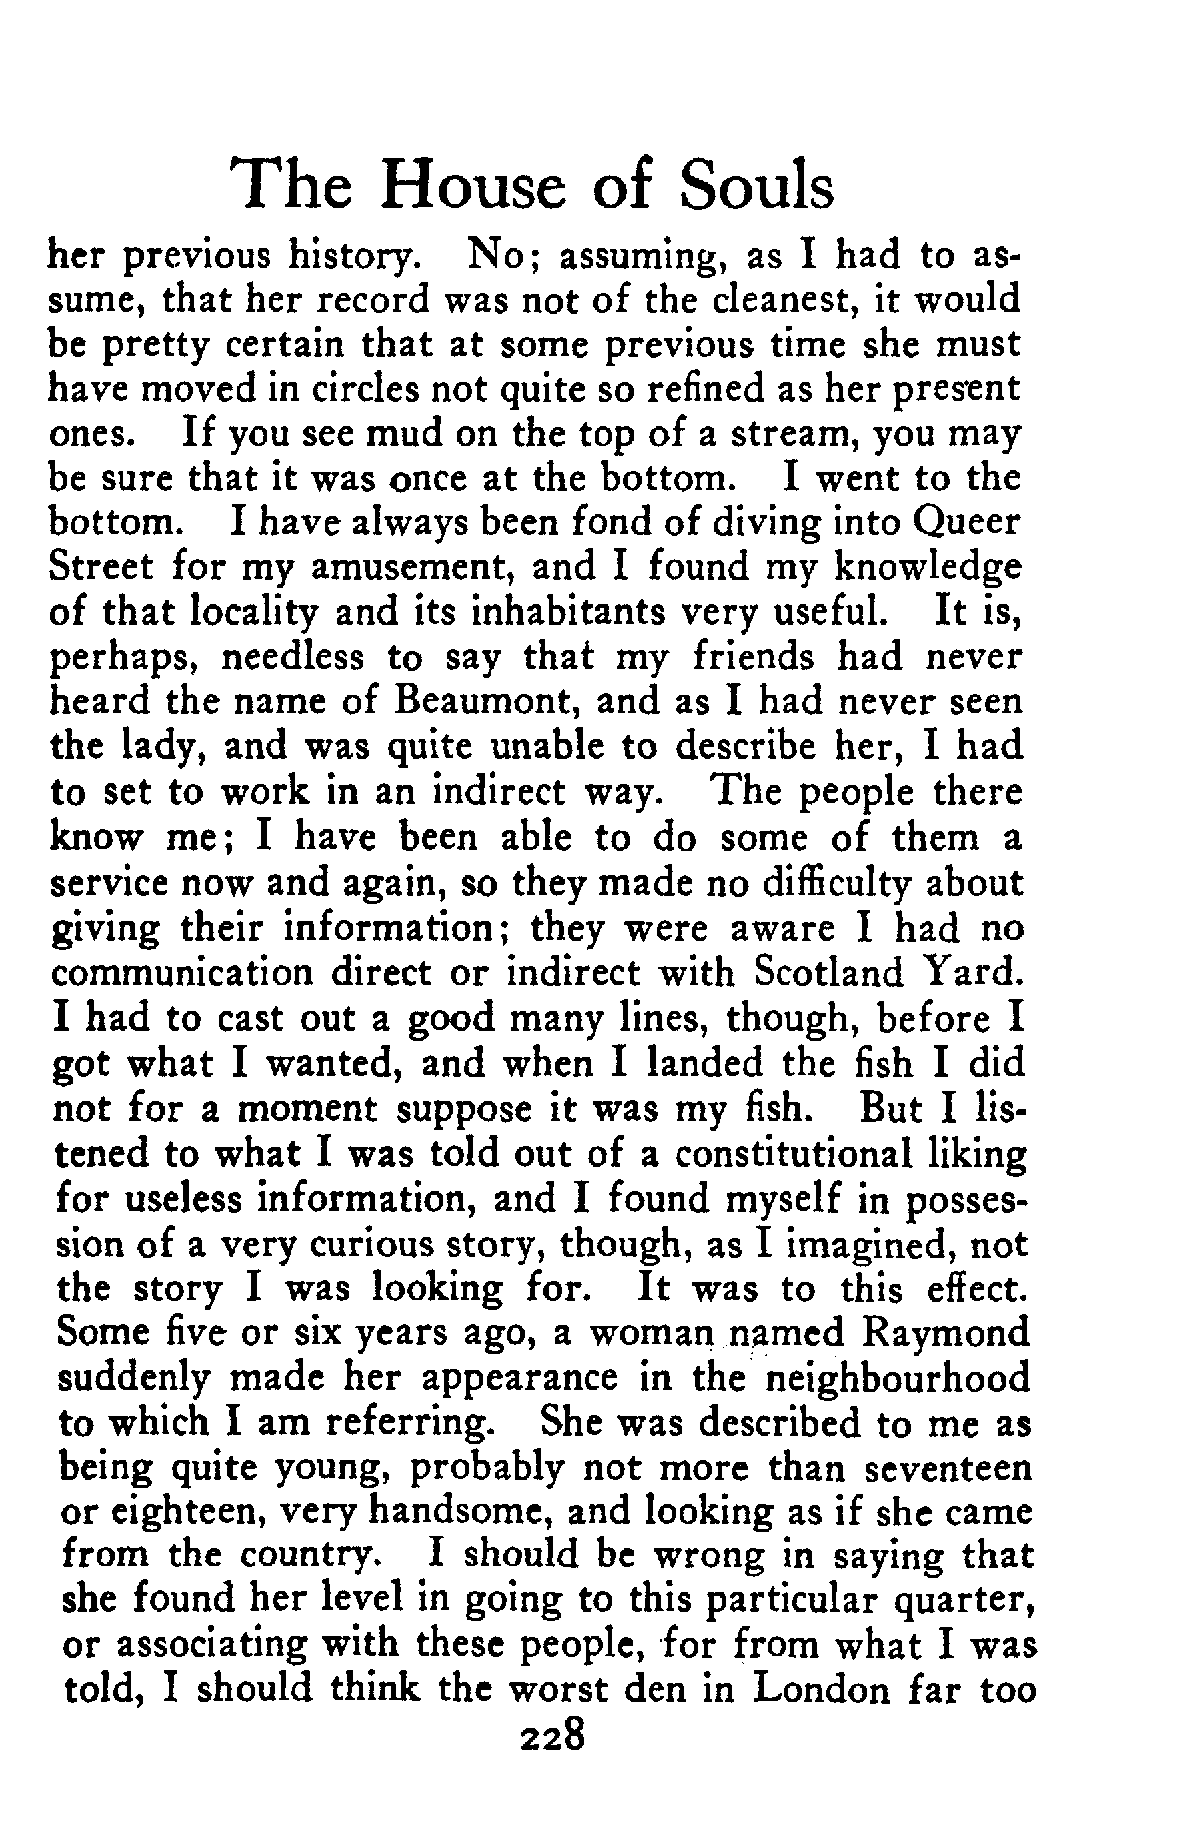 The House of Souls
her previous history. No; assuming, as I had to as-
sume, that her record was not of the cleanest, it would
be pretty certain that at some previous time she must
have moved in circles not quite so refined as her present
ones. If you see mud on the top of a stream, you may
be sure that it was once at the bottom. I went to the
bottom. I have always been fond of diving into Queer
Street for my amusement, and I found my knowledge
of that locality and its inhabitants very useful. It is,
perhaps, needless to say that my friends had never
heard the name of Beaumont, and as I had never seen
the lady, and was quite unable to describe her, I had
to set to work in an indirect way. The people there
know me; I have been able to do some of them a
service now and again, so they made no difficulty about
giving their information; they were aware I had no
communication direct or indirect with Scotland Yard.
I had to cast out a good many lines, though, before I
got what I wanted, and when I landed the fish I did
not for a moment suppose it was my fish. But I lis-
tened to what I was told out of a constitutional liking
for useless information, and I found myself in posses-
sion of a very curious story, though, as I imagined, not
the story I was looking for. It was to this effect.
Some five or six years ago, a woman named Raymond
suddenly made her appearance in the neighbourhood
to which I am referring. She was described to me as
being quite young, probably not more than seventeen
or eighteen, very handsome, and looking as if she came
from the country. I should be wrong in saying that
she found her level in going to this particular quarter,
or associating with these people, for from what I was
told, I should think the worst den in London far too
228